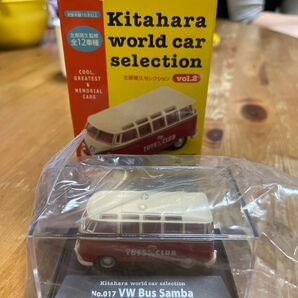 Kitahara
world car
selection
北原照久監修
全12車種
北原照久セレクション vol.2
COOL,
GREATEST
&
MEMORIAL
CARS
TOYS CLUB
TOYS CLUB
Kitahara world car selection
No.017 VW Bus Samba